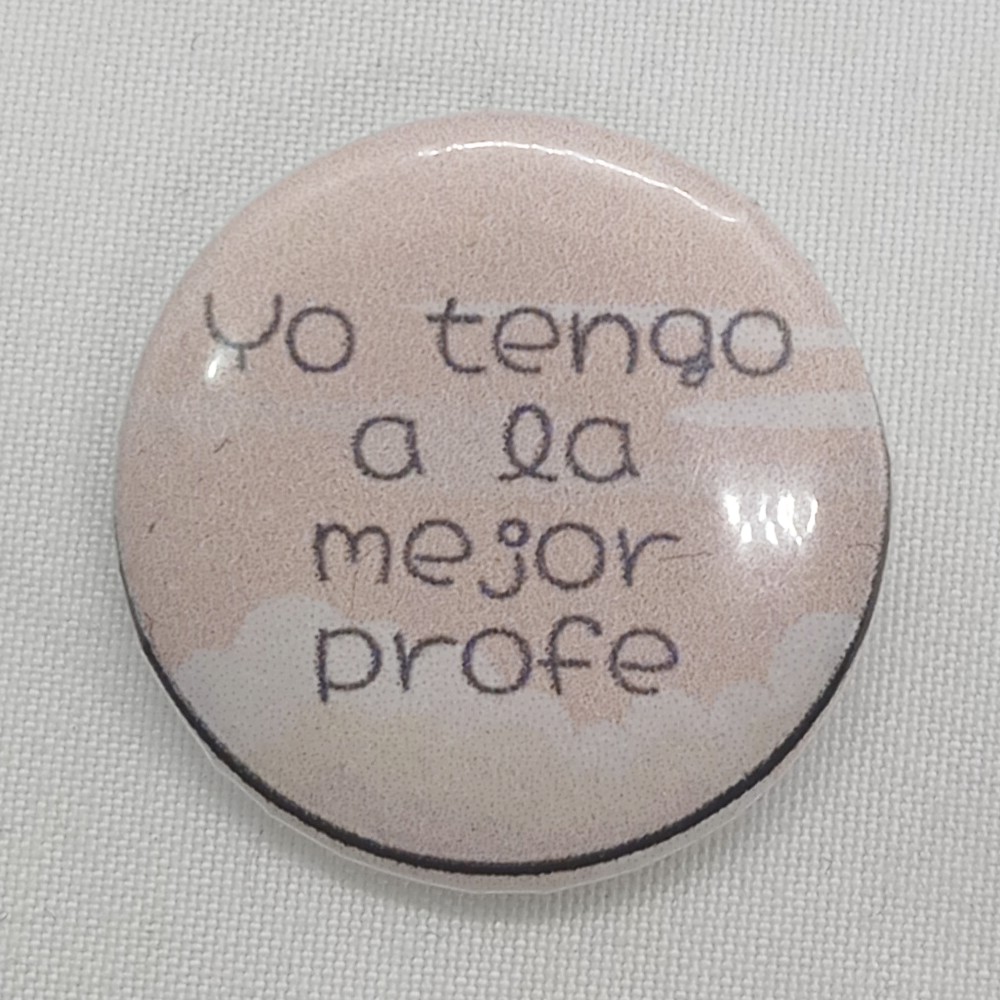 Yo tengo
a la
mejor
profe